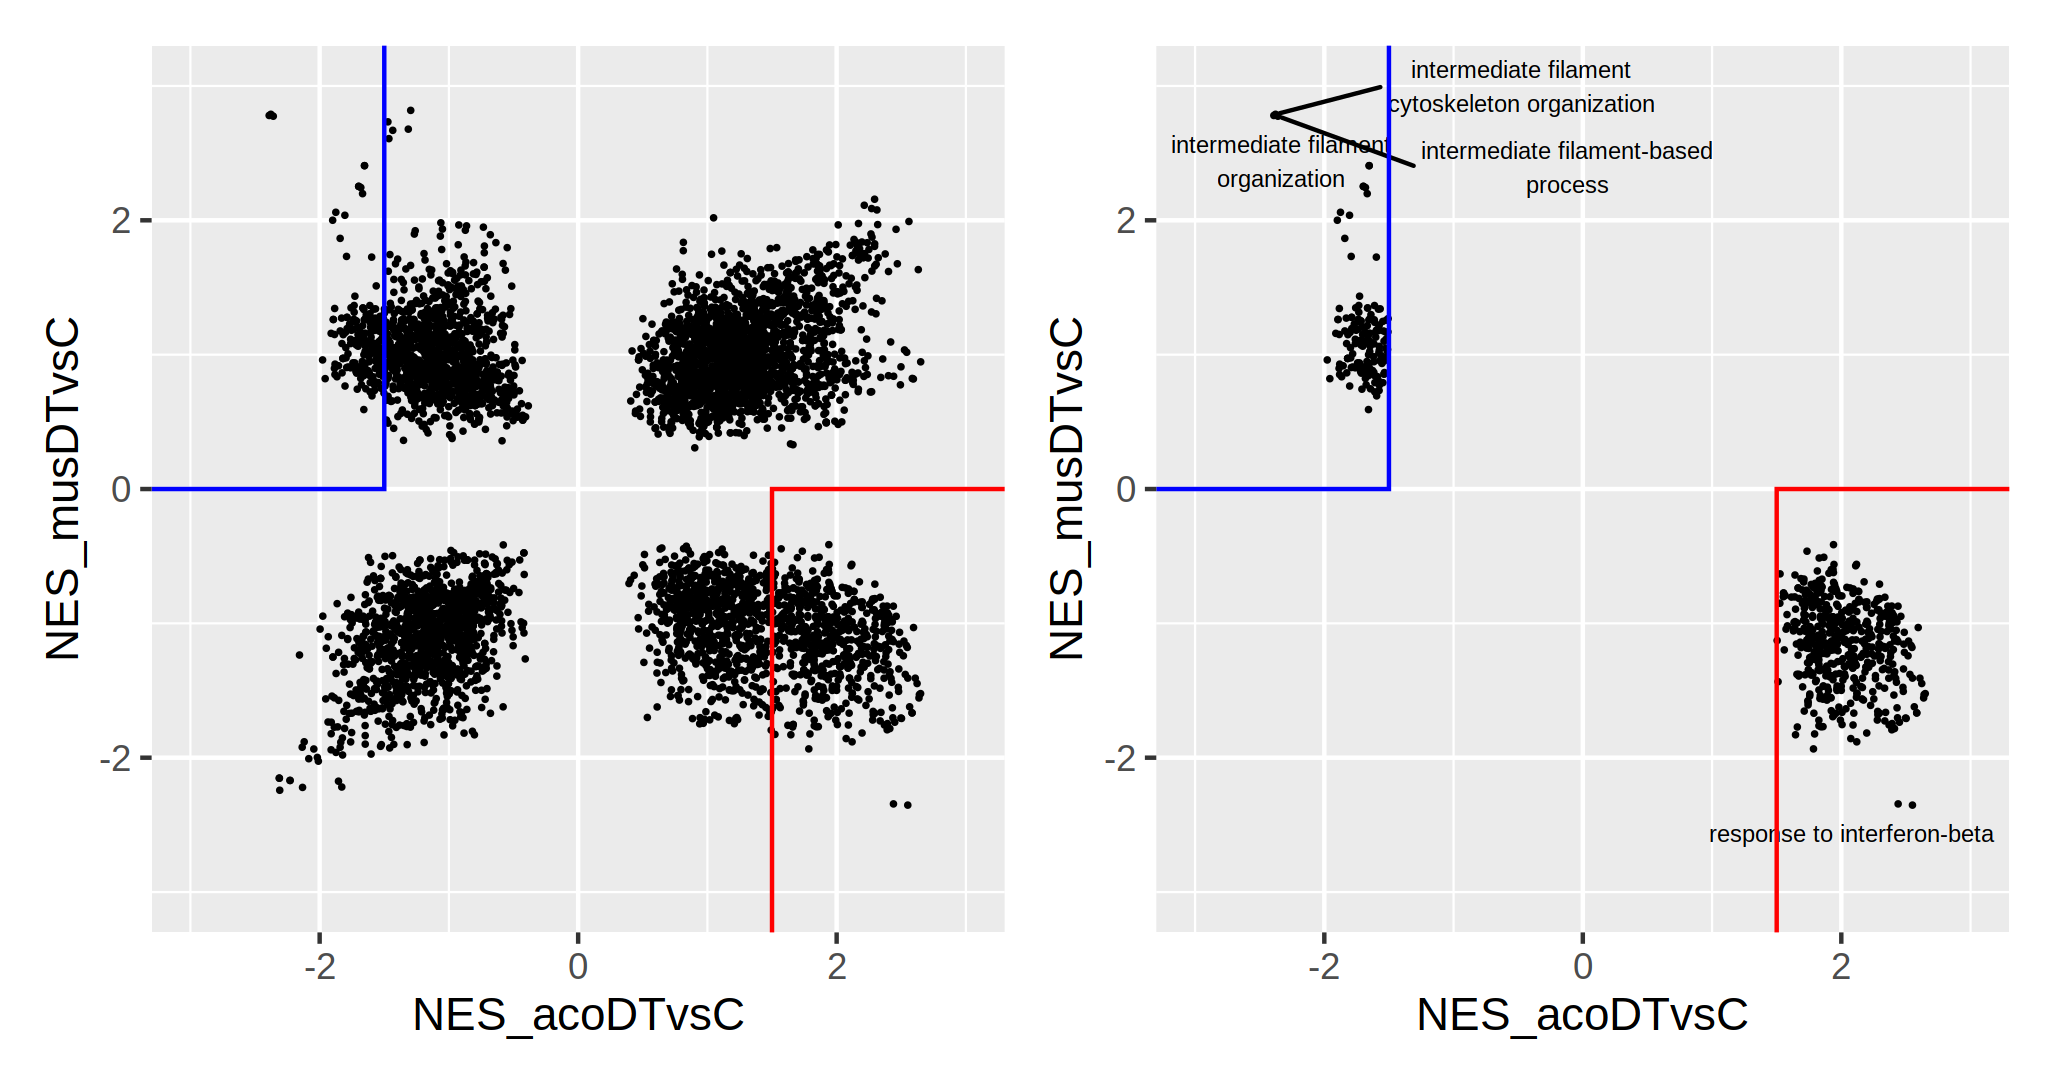 NES_musDTvsC
2
0
-2
-2
0
2
NES_acoDTvsC
NES_musDTvsC
2
0
-2
intermediate filament
cytoskeleton organization
intermediate filament
organization
intermediate filament-based
process
response to interferon-beta
-2
0
2
NES_acoDTvsC